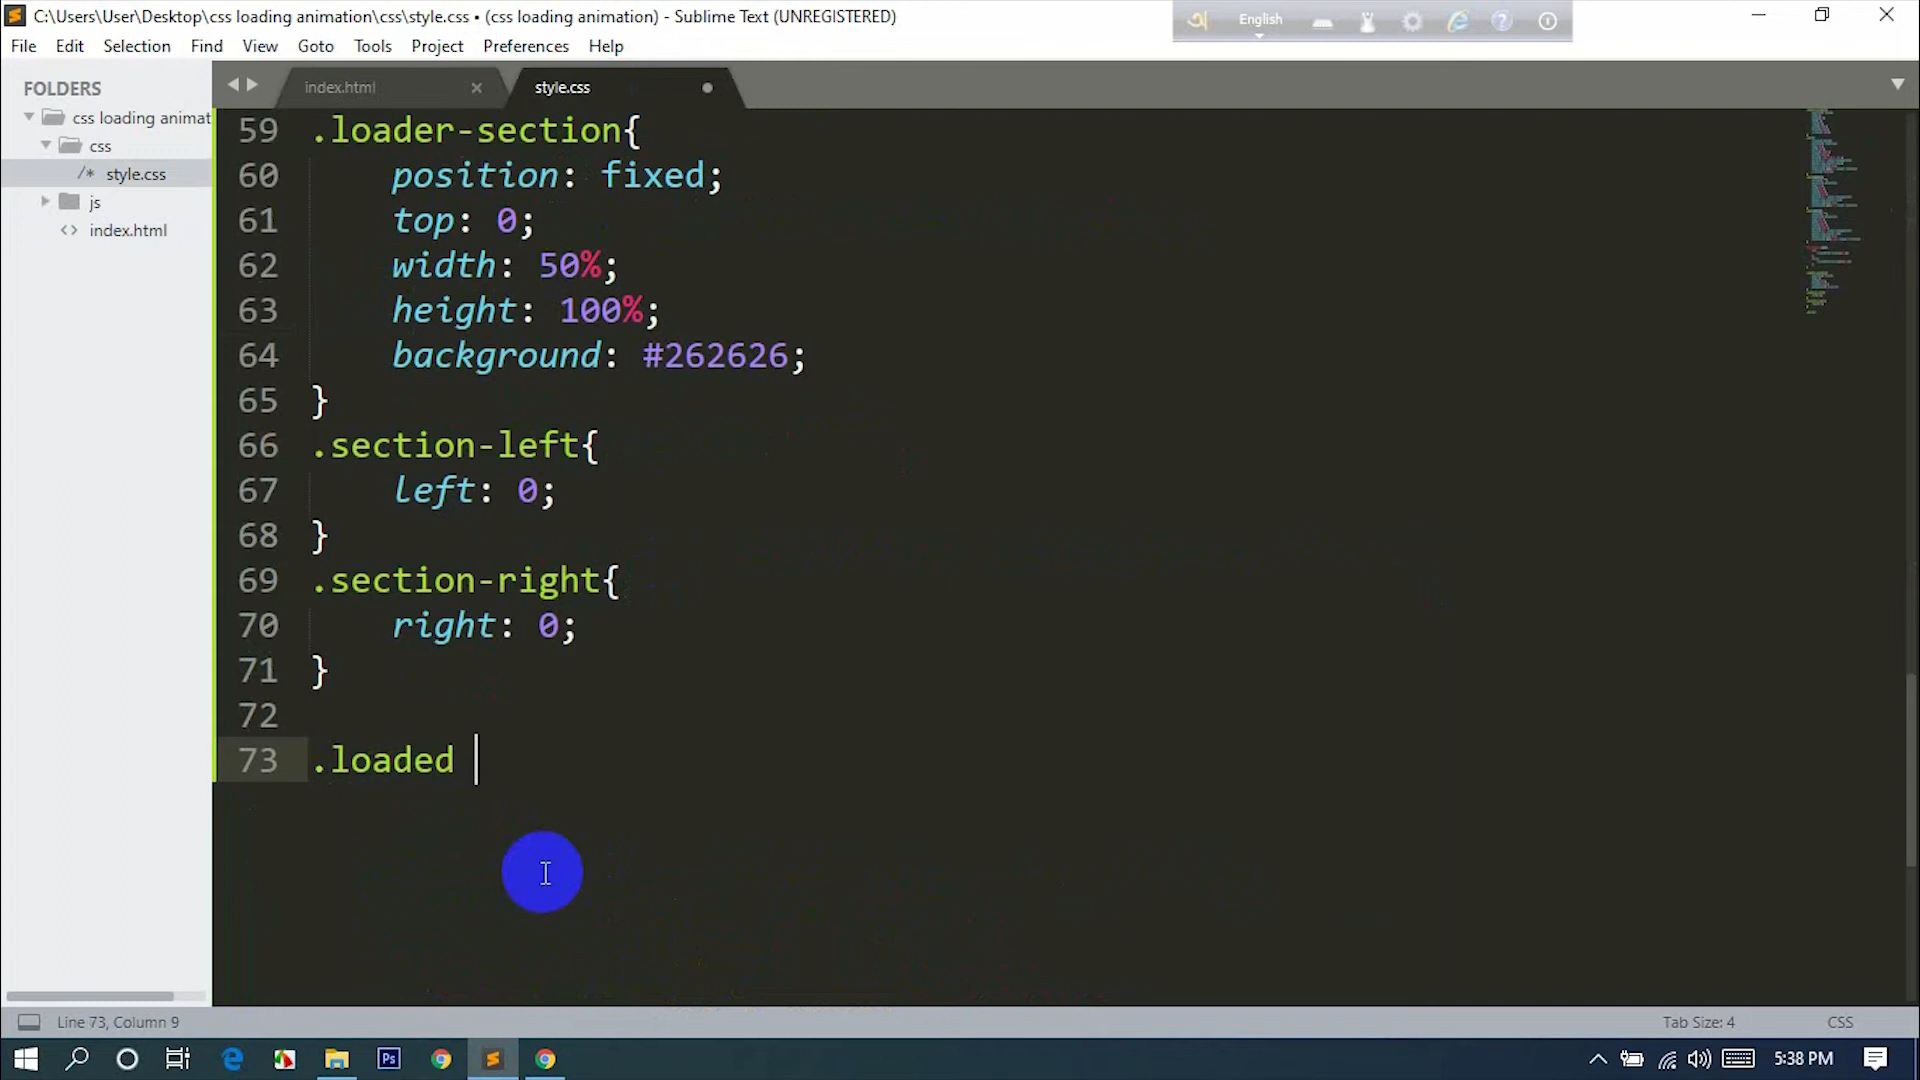 C:\Users\User\Desktop\css loading animation\css\style.css • (css loading animation) - Sublime Text (UNREGISTERED)
English
File Edit Selection Find View Goto Tools Project Preferences Help
FOLDERS
css loading animat
css
/* style.css
js
<> index.html
index.html
style.css
59 .loader-section{
60 position: fixed;
61 top: 0;
62 width: 50%;
63 height: 100%;
64 background: #262626;
65 }
66 .section-left{
67 left: 0;
68 }
69 .section-right{
70 right: 0;
71 }
72
73 .loaded
Line 73, Column 9
Tab Size: 4
CSS
Ps
5:38 PM